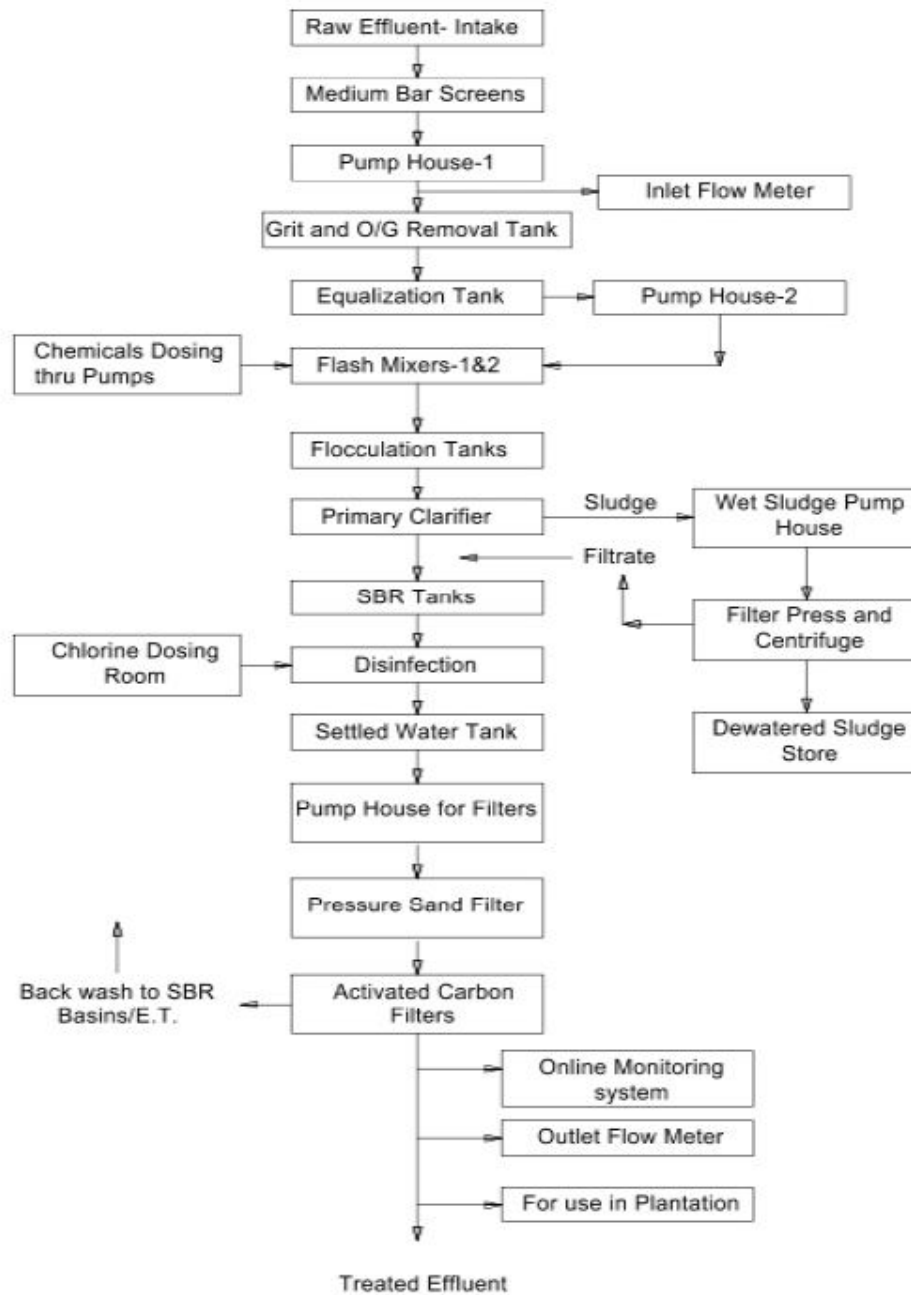 Raw Effluent- Intake
Medium Bar Screens
Pump House-1
Inlet Flow Meter
Grit and O/G Removal Tank
Equalization Tank
Pump House-2
Chemicals Dosing
thru Pumps
Flash Mixers-1&2
Flocculation Tanks
Primary Clarifier
Sludge
Wet Sludge Pump
House
Filtrate
SBR Tanks
Filter Press and
Centrifuge
Chlorine Dosing
Room
Disinfection
Settled Water Tank
Dewatered Sludge
Store
Pump House for Filters
Pressure Sand Filter
Back wash to SBR
Basins/E.T.
Activated Carbon
Filters
Online Monitoring
system
Outlet Flow Meter
For use in Plantation
Treated Effluent